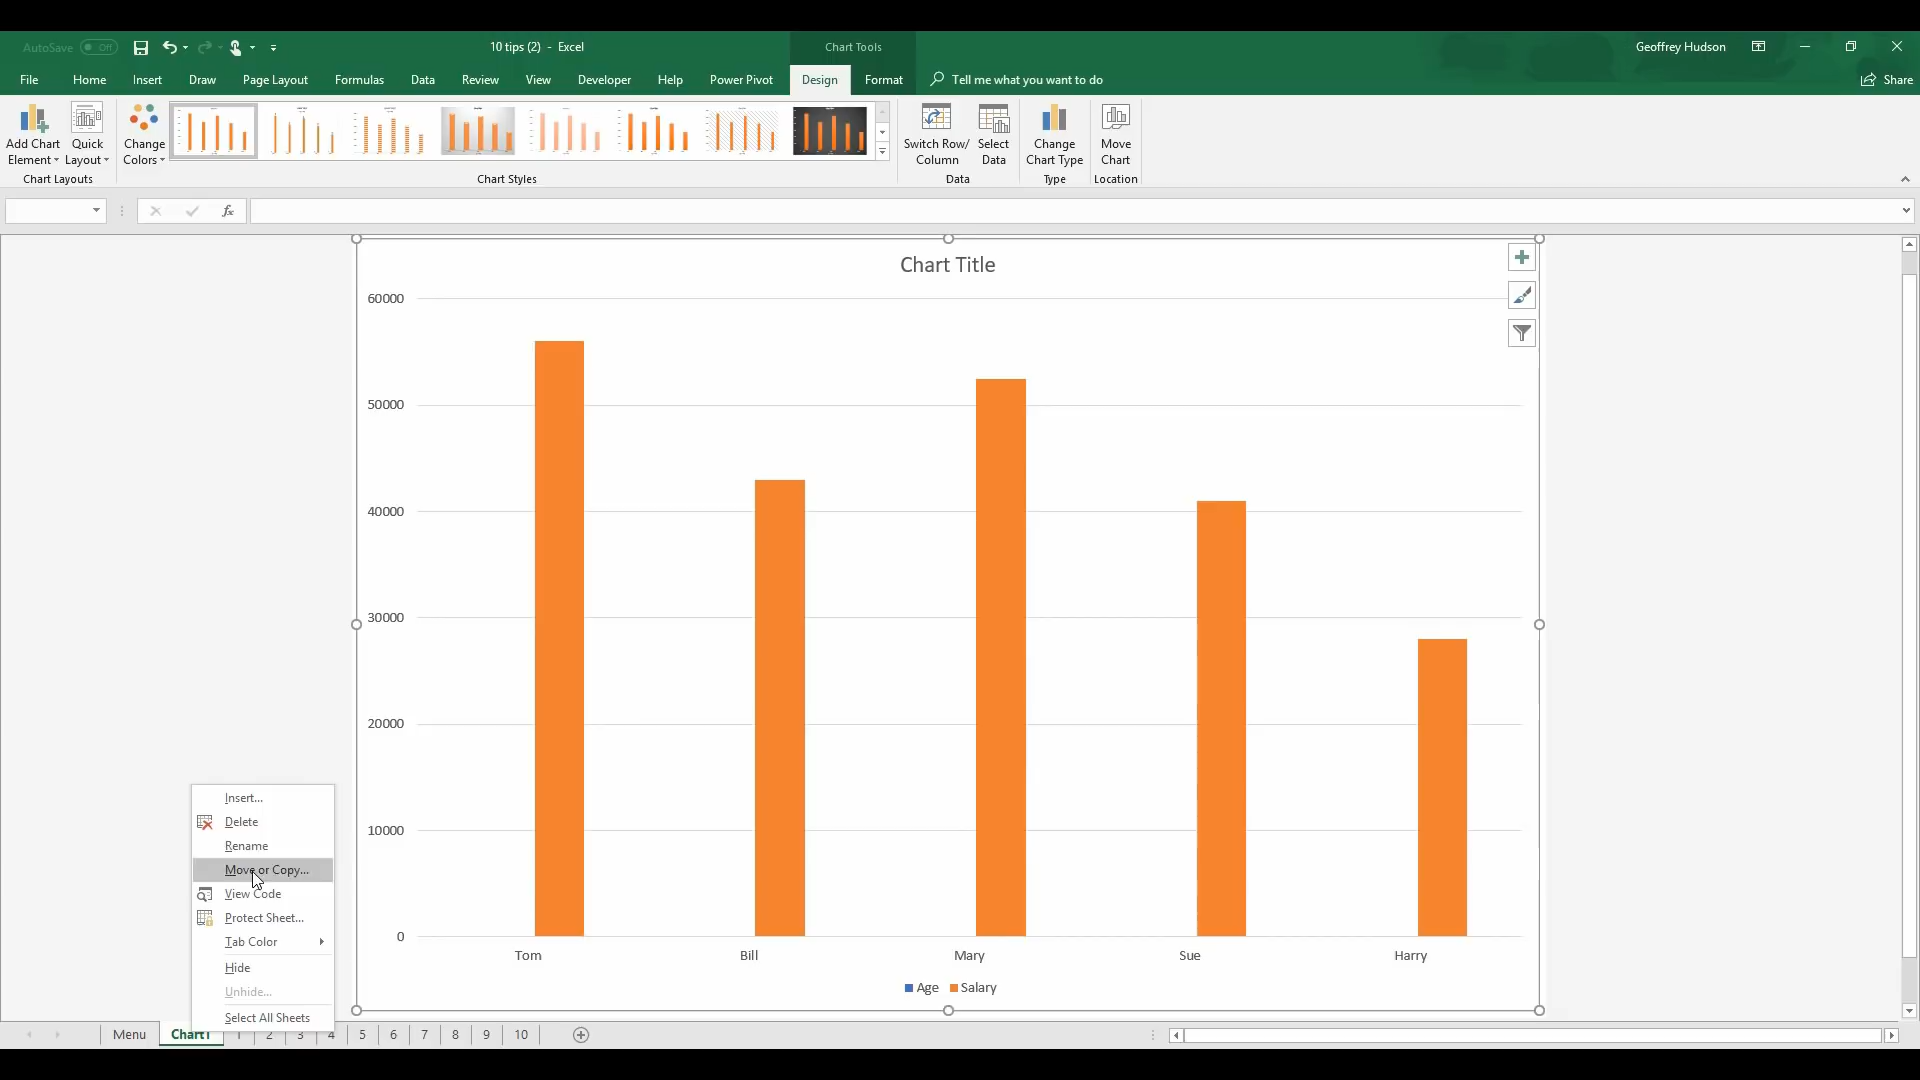 AutoSave Off
10 tips (2) - Excel
Chart Tools
Geoffrey Hudson
File Home Insert Draw Page Layout Formulas Data Review View Developer Help Power Pivot Design Format Tell me what you want to do Share
Add Chart Element
Quick Layout
Change Colors
Switch Row/ Column
Select Data
Change Chart Type
Move Chart
Chart Layouts Chart Styles Data Type Location
fx
Chart Title
60000
50000
40000
30000
20000
10000
0
Tom Bill Mary Sue Harry
Age Salary
Insert...
Delete
Rename
Move or Copy...
View Code
Protect Sheet...
Tab Color
Hide
Unhide...
Select All Sheets
Menu Chart1 1 2 3 4 5 6 7 8 9 10